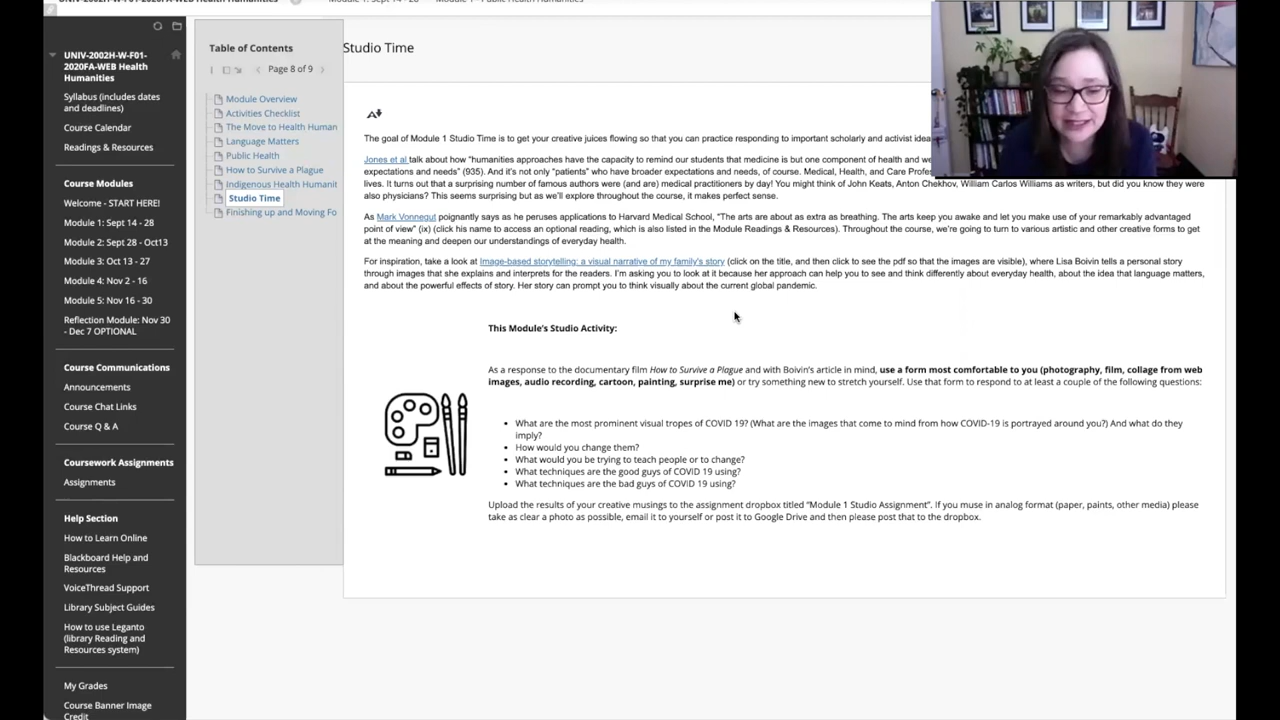 UNIV-2002H-W-F01-2020FA-WEB Health Humanities
Module 1: Sept 14 - 28
Module 1 - Public Health Humanities
UNIV-2002H-W-F01-
2020FA-WEB Health
Humanities
Syllabus (includes dates
and deadlines)
Course Calendar
Readings & Resources
Course Modules
Welcome - START HERE!
Module 1: Sept 14 - 28
Module 2: Sept 28 - Oct13
Module 3: Oct 13 - 27
Module 4: Nov 2 - 16
Module 5: Nov 16 - 30
Reflection Module: Nov 30
- Dec 7 OPTIONAL
Course Communications
Announcements
Course Chat Links
Course Q & A
Coursework Assignments
Assignments
Help Section
How to Learn Online
Blackboard Help and
Resources
VoiceThread Support
Library Subject Guides
How to use Leganto
(library Reading and
Resources system)
My Grades
Course Banner Image
Credit
Table of Contents
Page 8 of 9
Module Overview
Activities Checklist
The Move to Health Human
Language Matters
Public Health
How to Survive a Plague
Indigenous Health Humanit
Studio Time
Finishing up and Moving Fo
Studio Time
The goal of Module 1 Studio Time is to get your creative juices flowing so that you can practice responding to important scholarly and activist idea
Jones et al talk about how "humanities approaches have the capacity to remind our students that medicine is but one component of health and we
expectations and needs" (935). And it's not only "patients" who have broader expectations and needs, of course. Medical, Health, and Care Profes
lives. It turns out that a surprising number of famous authors were (and are) medical practitioners by day! You might think of John Keats, Anton Chekhov, William Carlos Williams as writers, but did you know they were
also physicians? This seems surprising but as we'll explore throughout the course, it makes perfect sense.
As Mark Vonnegut poignantly says as he peruses applications to Harvard Medical School, "The arts are about as extra as breathing. The arts keep you awake and let you make use of your remarkably advantaged
point of view" (ix) (click his name to access an optional reading, which is also listed in the Module Readings & Resources). Throughout the course, we're going to turn to various artistic and other creative forms to get
at the meaning and deepen our understandings of everyday health.
For inspiration, take a look at Image-based storytelling: a visual narrative of my family's story (click on the title, and then click to see the pdf so that the images are visible), where Lisa Boivin tells a personal story
through images that she explains and interprets for the readers. I'm asking you to look at it because her approach can help you to see and think differently about everyday health, about the idea that language matters,
and about the powerful effects of story. Her story can prompt you to think visually about the current global pandemic.
This Module's Studio Activity:
As a response to the documentary film How to Survive a Plague and with Boivin's article in mind, use a form most comfortable to you (photography, film, collage from web
images, audio recording, cartoon, painting, surprise me) or try something new to stretch yourself. Use that form to respond to at least a couple of the following questions:
• What are the most prominent visual tropes of COVID 19? (What are the images that come to mind from how COVID-19 is portrayed around you?) And what do they
imply?
• How would you change them?
• What would you be trying to teach people or to change?
• What techniques are the good guys of COVID 19 using?
• What techniques are the bad guys of COVID 19 using?
Upload the results of your creative musings to the assignment dropbox titled "Module 1 Studio Assignment". If you muse in analog format (paper, paints, other media) please
take as clear a photo as possible, email it to yourself or post it to Google Drive and then please post that to the dropbox.